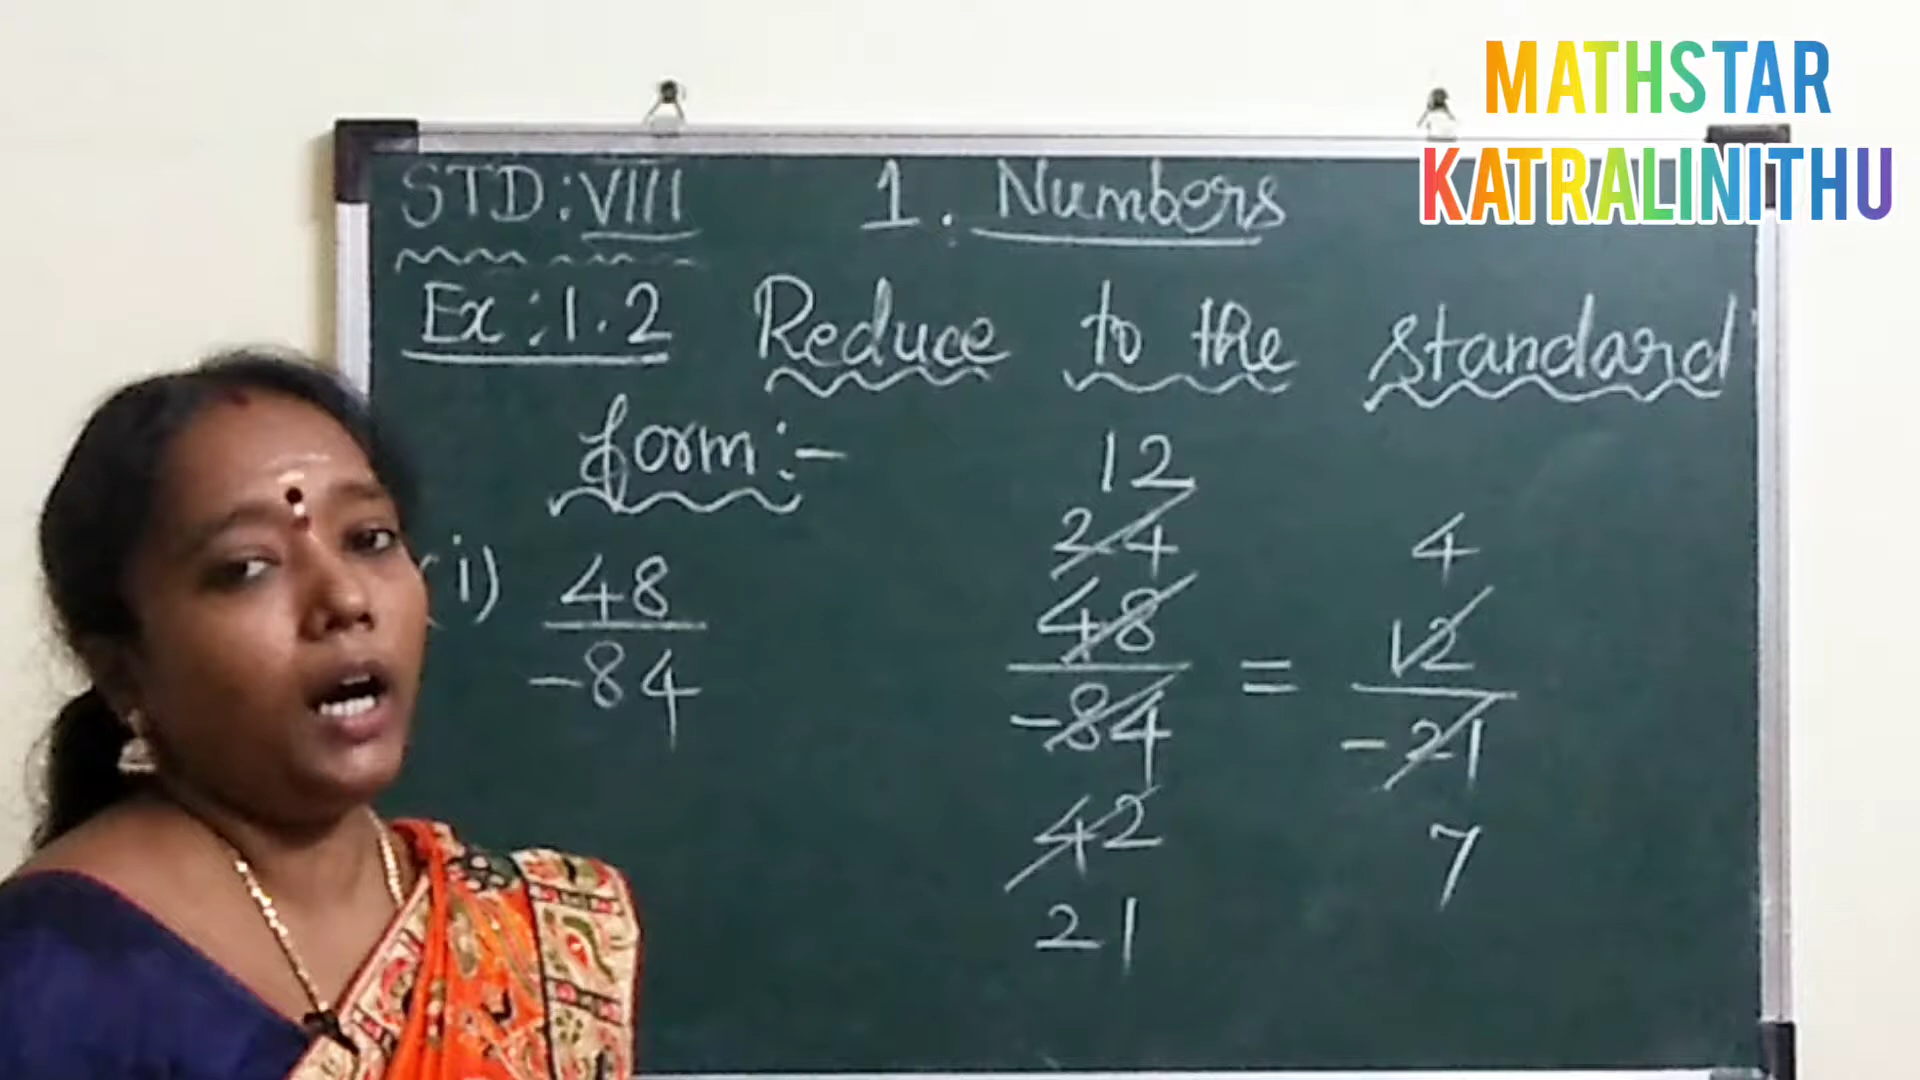 MATHSTAR
KATRALINITHU
STD: VIII 1. Numbers
Ex: 1.2 Reduce to the standard
form:-
i) 48
-84
12
24
48
-84
42
21
=
4
12
-21
7